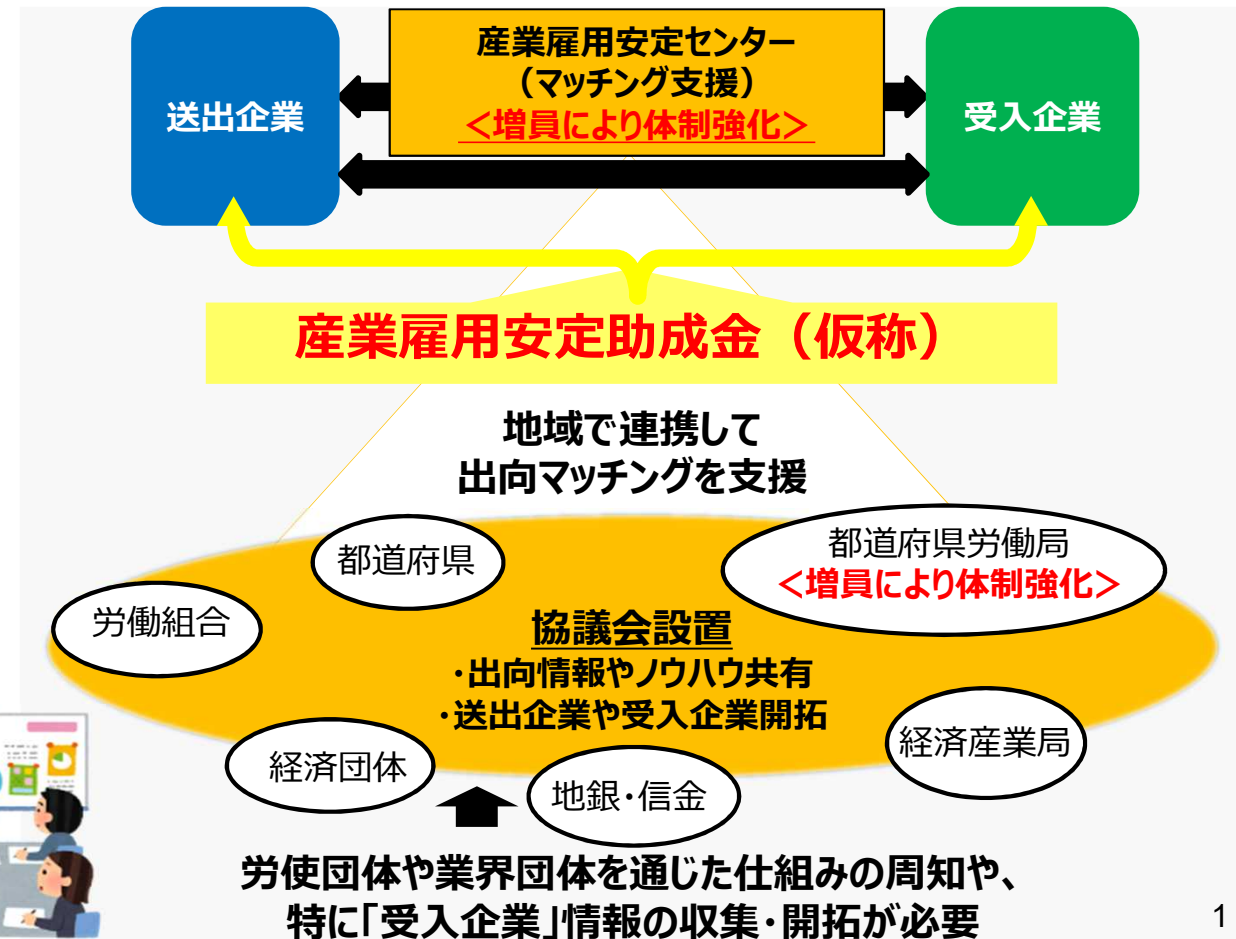 産業雇用安定センター
（マッチング支援）
＜増員により体制強化＞
送出企業
受入企業
産業雇用安定助成金（仮称）
地域で連携して
出向マッチングを支援
都道府県
都道府県労働局
＜増員により体制強化＞
労働組合
協議会設置
・出向情報やノウハウ共有
・送出企業や受入企業開拓
経済産業局
経済団体
地銀・信金
労使団体や業界団体を通じた仕組みの周知や、
特に「受入企業」情報の収集・開拓が必要
1